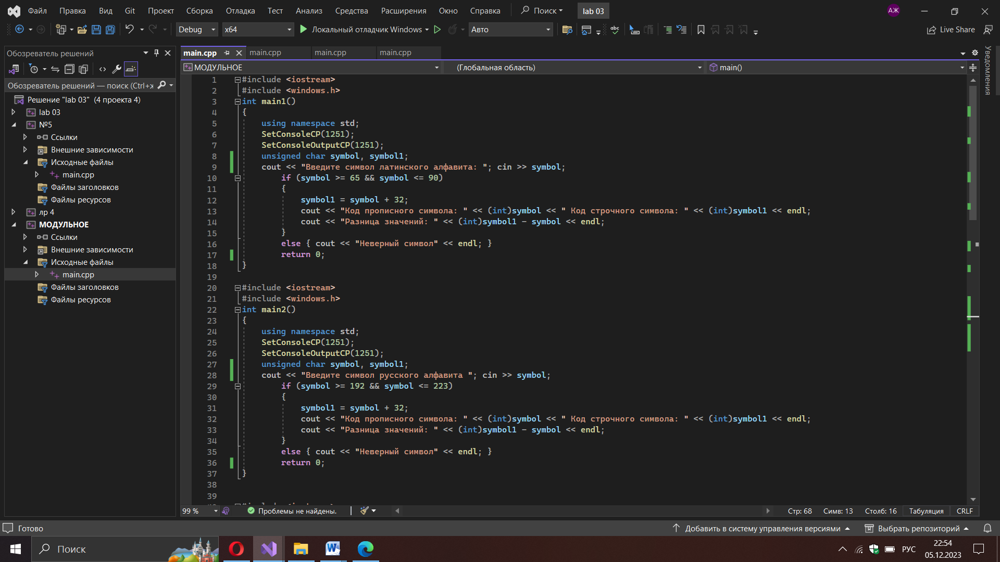 Файл Правка Вид Git Проект Сборка Отладка Тест Анализ Средства Расширения Окно Справка Поиск lab 03 АЖ
Debug x64 Локальный отладчик Windows Авто Live Share
Обозреватель решений
Обозреватель решений — поиск (Ctrl+ж
Решение "lab 03" (4 проекта 4)
lab 03
№5
Ссылки
Внешние зависимости
Исходные файлы
main.cpp
Файлы заголовков
Файлы ресурсов
лр 4
МОДУЛЬНОЕ
Ссылки
Внешние зависимости
Исходные файлы
main.cpp
Файлы заголовков
Файлы ресурсов
main.cpp main.cpp main.cpp main.cpp
МОДУЛЬНОЕ (Глобальная область) main()
1 #include <iostream>
2 #include <windows.h>
3 int main1()
4 {
5 using namespace std;
6 SetConsoleCP(1251);
7 SetConsoleOutputCP(1251);
8 unsigned char symbol, symbol1;
9 cout << "Введите символ латинского алфавита: "; cin >> symbol;
10 if (symbol >= 65 && symbol <= 90)
11 {
12 symbol1 = symbol + 32;
13 cout << "Код прописного символа: " << (int)symbol << " Код строчного символа: " << (int)symbol1 << endl;
14 cout << "Разница значений: " << (int)symbol1 - symbol << endl;
15 }
16 else { cout << "Неверный символ" << endl; }
17 return 0;
18 }
19
20 #include <iostream>
21 #include <windows.h>
22 int main2()
23 {
24 using namespace std;
25 SetConsoleCP(1251);
26 SetConsoleOutputCP(1251);
27 unsigned char symbol, symbol1;
28 cout << "Введите символ русского алфавита "; cin >> symbol;
29 if (symbol >= 192 && symbol <= 223)
30 {
31 symbol1 = symbol + 32;
32 cout << "Код прописного символа: " << (int)symbol << " Код строчного символа: " << (int)symbol1 << endl;
33 cout << "Разница значений: " << (int)symbol1 - symbol << endl;
34 }
35 else { cout << "Неверный символ" << endl; }
36 return 0;
37 }
38
39
Уведомления
99 % Проблемы не найдены. Стр: 68 Симв: 13 Столб: 16 Табуляция CRLF
Готово Добавить в систему управления версиями Выбрать репозиторий
Поиск РУС 22:54
05.12.2023